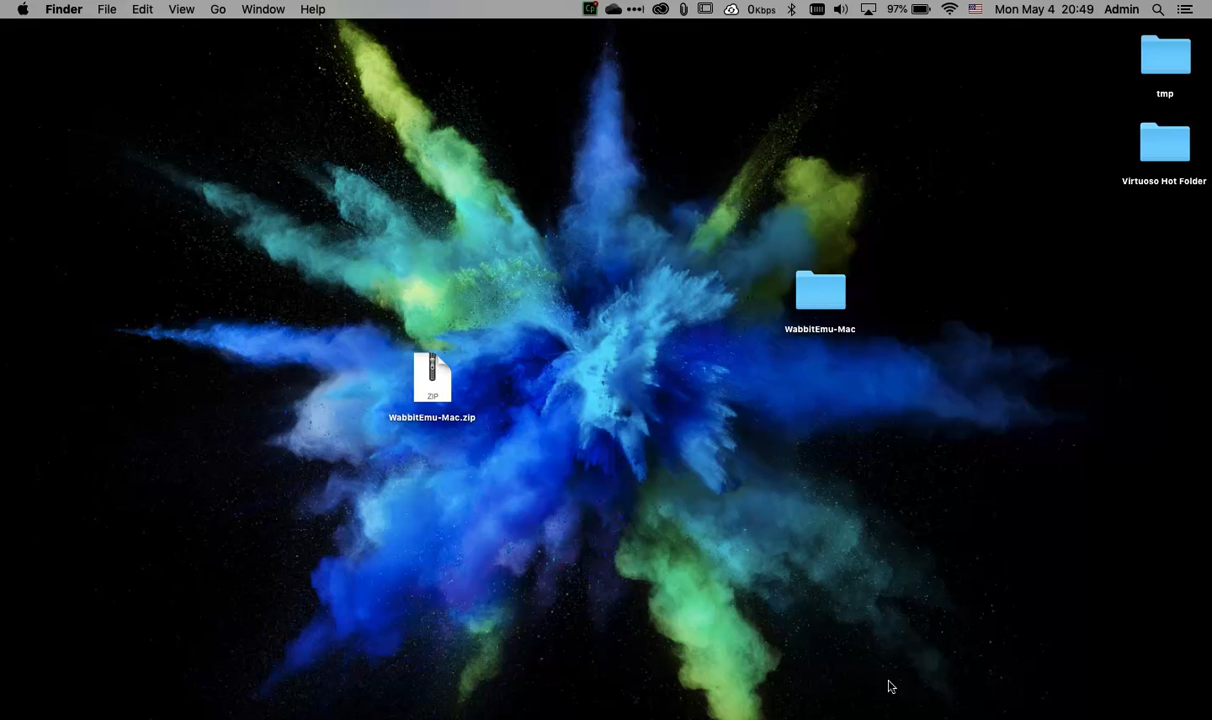 Finder File Edit View Go Window Help Cp 0Kbps 97% Mon May 4 20:49 Admin
tmp
Virtuoso Hot Folder
WabbitEmu-Mac
ZIP
WabbitEmu-Mac.zip